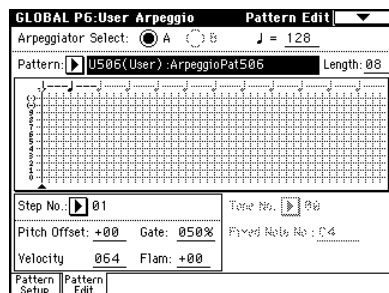 GLOBAL P6:User Arpeggio Pattern Edit
Arpeggiator Select: A B ♩ = 128
Pattern: U506(User) :ArpeggioPat506 Length: 08
Step No.: 01 Tone No. 00
Pitch Offset: +00 Gate: 050% Fixed Note No.: C4
Velocity 064 Flam: +00
Pattern Setup Pattern Edit